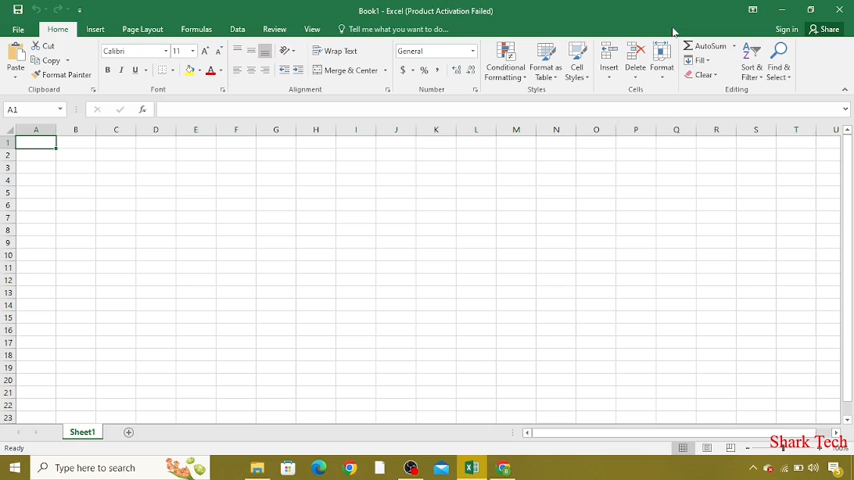 Book1 - Excel (Product Activation Failed)
File Home Insert Page Layout Formulas Data Review View Tell me what you want to do... Sign in Share
Paste Cut Copy Format Painter Clipboard
Calibri 11 B I U A Font
Wrap Text Merge & Center Alignment
General $ % , Number
Conditional Formatting Format as Table Cell Styles Styles
Insert Delete Format Cells
AutoSum Fill Clear Sort & Filter Find & Select Editing
A1 fx
A B C D E F G H I J K L M N O P Q R S T U
1
2
3
4
5
6
7
8
9
10
11
12
13
14
15
16
17
18
19
20
21
22
23
Sheet1
Ready
Shark Tech
100%
Type here to search